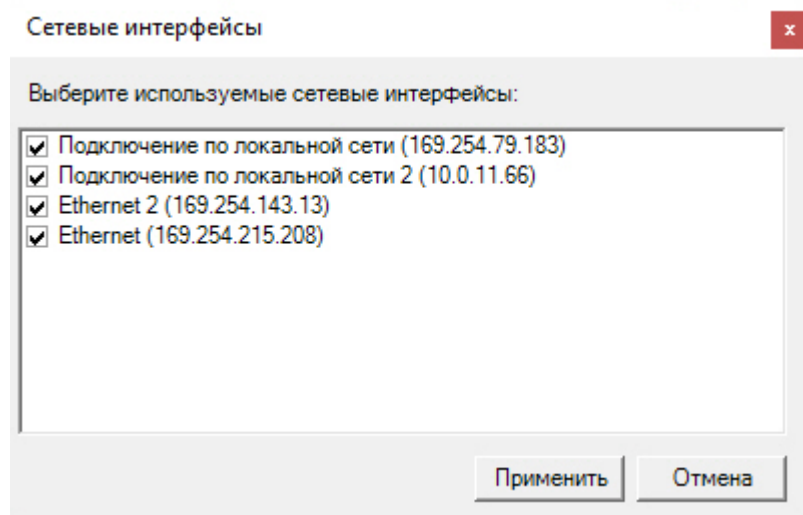 Сетевые интерфейсы
x
Выберите используемые сетевые интерфейсы:
Подключение по локальной сети (169.254.79.183)
Подключение по локальной сети 2 (10.0.11.66)
Ethernet 2 (169.254.143.13)
Ethernet (169.254.215.208)
Применить Отмена